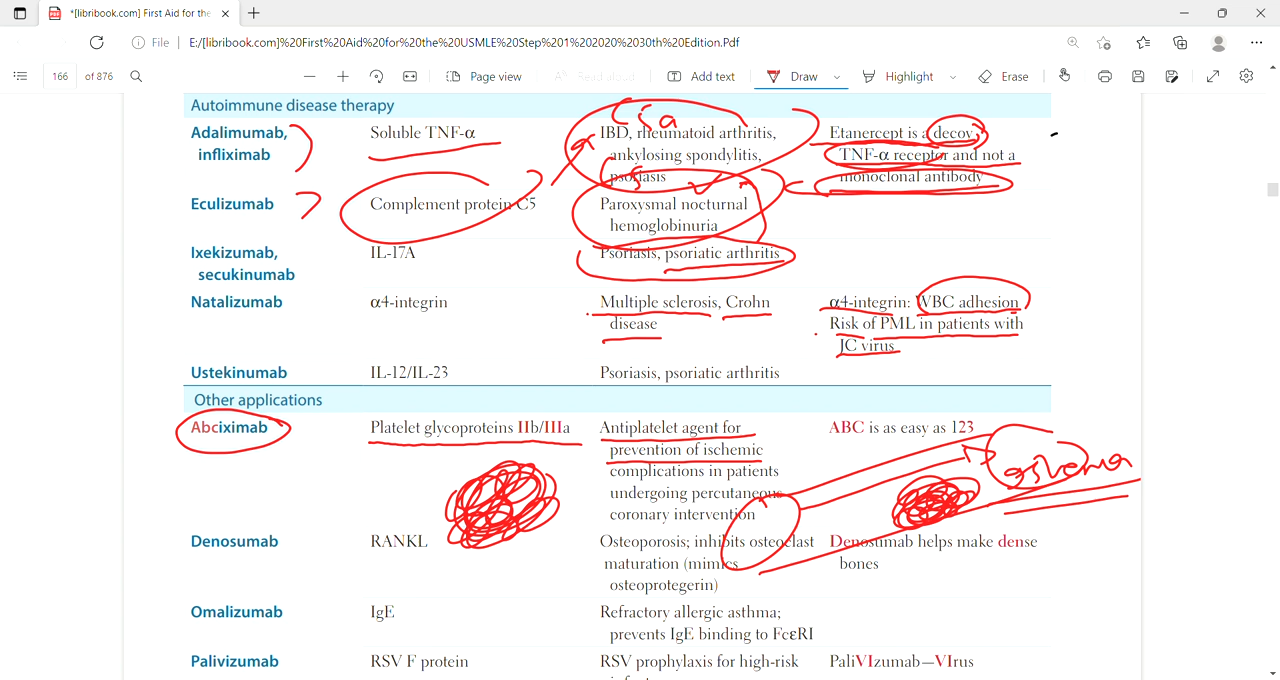 *[libribook.com] First Aid for the
File
E:/[libribook.com]%20First%20Aid%20for%20the%20USMLE%20Step%201%202020%2030th%20Edition.Pdf
166 of 876
Page view
Read aloud
Add text
Draw
Highlight
Erase
Autoimmune disease therapy
Adalimumab, infliximab
Soluble TNF-α
IBD, rheumatoid arthritis,
ankylosing spondylitis,
psoriasis
Etanercept is a decoy
TNF-α receptor and not a
monoclonal antibody
Eculizumab
Complement protein C5
Paroxysmal nocturnal
hemoglobinuria
Ixekizumab,
secukinumab
IL-17A
Psoriasis, psoriatic arthritis
Natalizumab
α4-integrin
Multiple sclerosis, Crohn
disease
α4-integrin: WBC adhesion
Risk of PML in patients with
JC virus
Ustekinumab
IL-12/IL-23
Psoriasis, psoriatic arthritis
Other applications
Abciximab
Platelet glycoproteins IIb/IIIa
Antiplatelet agent for
prevention of ischemic
complications in patients
undergoing percutaneous
coronary intervention
ABC is as easy as 123
Denosumab
RANKL
Osteoporosis; inhibits osteoclast
maturation (mimics
osteoprotegerin)
Denosumab helps make dense
bones
Omalizumab
IgE
Refractory allergic asthma;
prevents IgE binding to FcεRI
Palivizumab
RSV F protein
RSV prophylaxis for high-risk
PaliVIzumab—VIrus